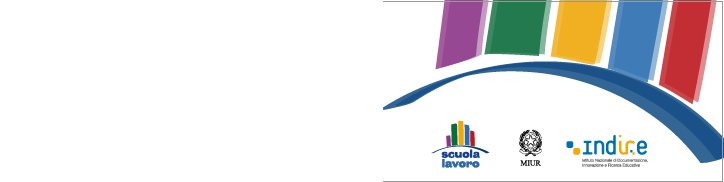 scuola
lavoro
MIUR
indire
Istituto Nazionale di Documentazione,
Innovazione e Ricerca Educativa